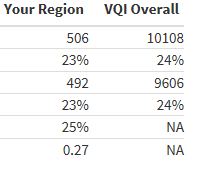 Your Region VQI Overall
506 10108
23% 24%
492 9606
23% 24%
25% NA
0.27 NA